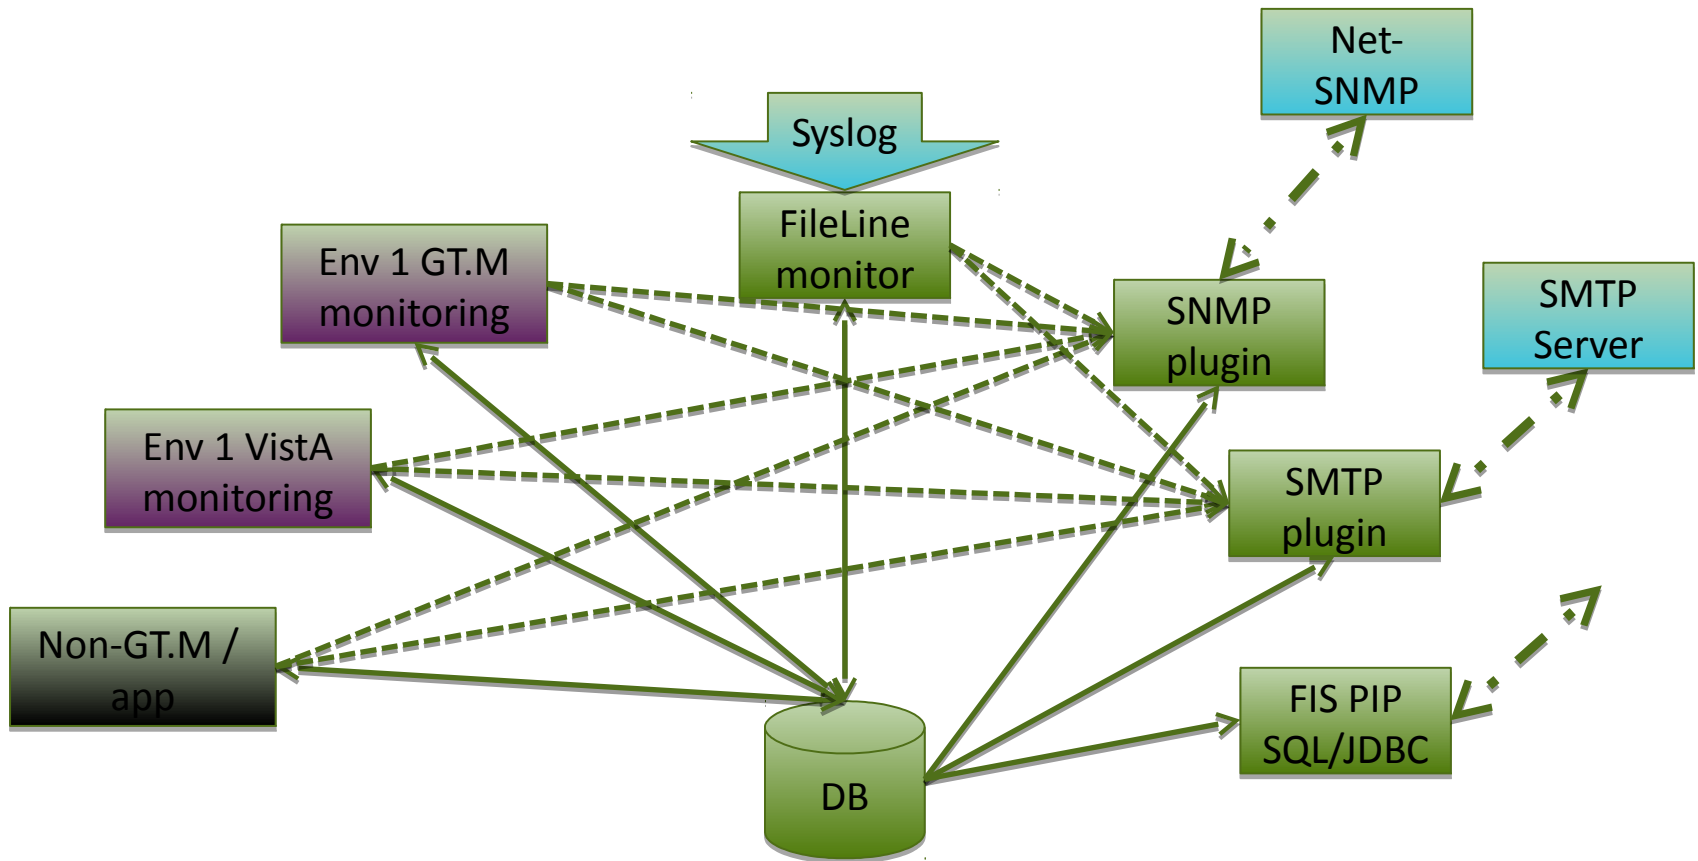 Net-
SNMP
Syslog
FileLine
monitor
Env 1 GT.M
monitoring
SNMP
plugin
SMTP
Server
Env 1 VistA
monitoring
SMTP
plugin
Non-GT.M /
app
FIS PIP
SQL/JDBC
DB